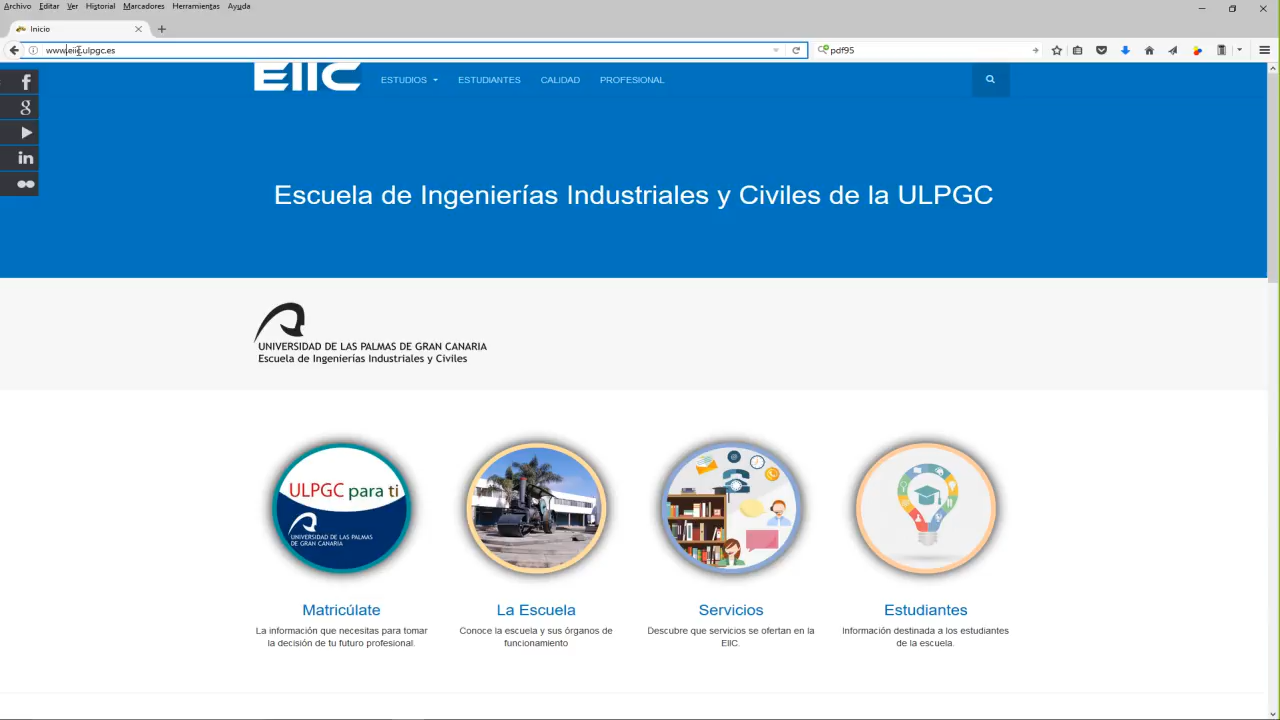 Archivo Editar Ver Historial Marcadores Herramientas Ayuda
Inicio
www.eiic.ulpgc.es
pdf95
EIIC
ESTUDIOS
ESTUDIANTES
CALIDAD
PROFESIONAL
Escuela de Ingenierías Industriales y Civiles de la ULPGC
UNIVERSIDAD DE LAS PALMAS DE GRAN CANARIA
Escuela de Ingenierías Industriales y Civiles
ULPGC para ti
UNIVERSIDAD DE LAS PALMAS
DE GRAN CANARIA
Matricúlate
La información que necesitas para tomar
la decisión de tu futuro profesional.
La Escuela
Conoce la escuela y sus órganos de
funcionamiento
Servicios
Descubre que servicios se ofertan en la
EIIC.
Estudiantes
Información destinada a los estudiantes
de la escuela.